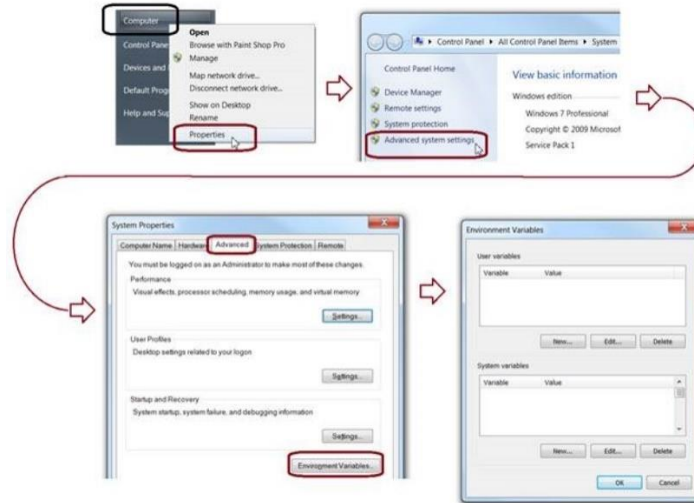 Computer
Control Pane
Devices and
Default Prog
Help and Sup
Open
Browse with Paint Shop Pro
Manage
Map network drive...
Disconnect network drive...
Show on Desktop
Rename
Properties
Control Panel All Control Panel Items System
Control Panel Home
Device Manager
Remote settings
System protection
Advanced system settings
View basic information
Windows edition
Windows 7 Professional
Copyright © 2009 Microsof
Service Pack 1
System Properties
Computer Name Hardware Advanced System Protection Remote
You must be logged on as an Administrator to make most of these changes.
Performance
Visual effects, processor scheduling, memory usage, and virtual memory
Settings...
User Profiles
Desktop settings related to your logon
Settings...
Startup and Recovery
System startup, system failure, and debugging information
Settings...
Environment Variables...
Environment Variables
User variables
Variable Value
New... Edit... Delete
System variables
Variable Value
New... Edit... Delete
OK Cancel